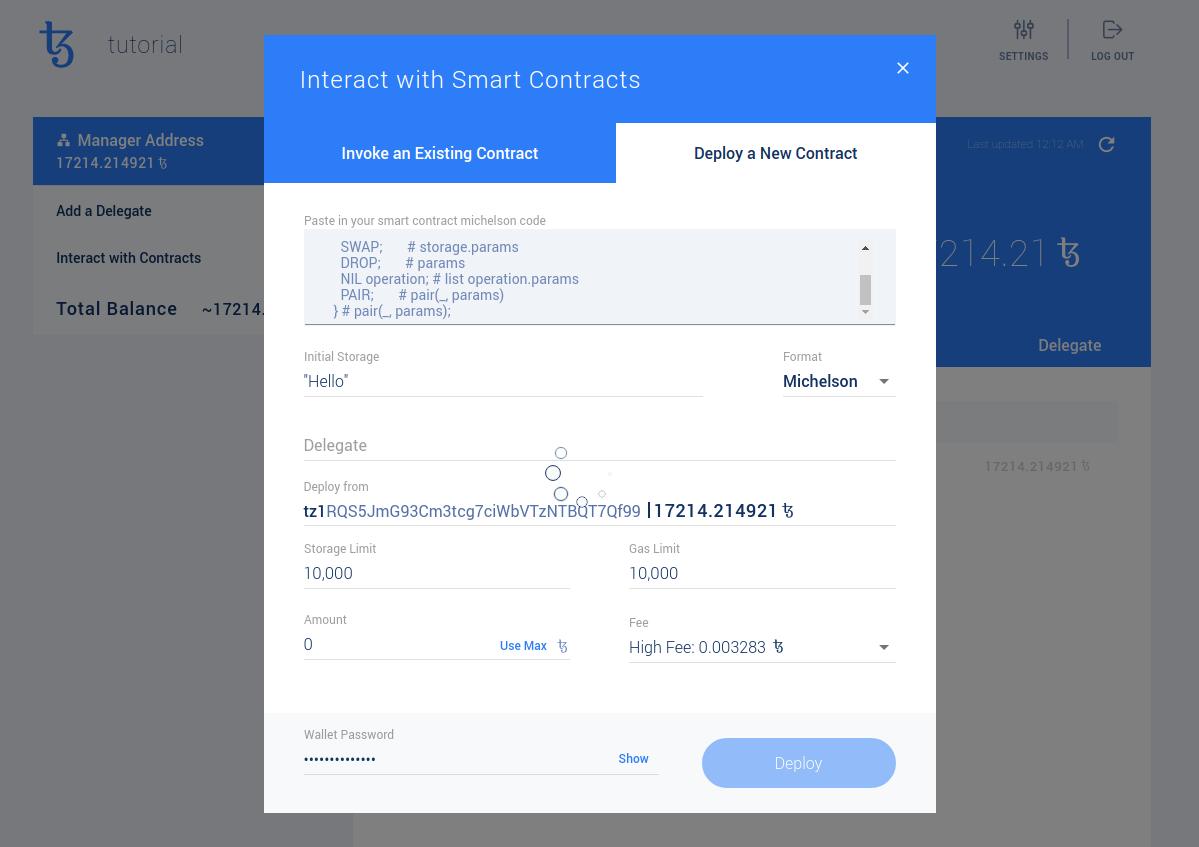 tutorial
SETTINGS
LOG OUT
Interact with Smart Contracts
Manager Address
17214.214921 ꜩ
Last updated 12:12 AM
Invoke an Existing Contract
Deploy a New Contract
Add a Delegate
Interact with Contracts
Total Balance ~17214.
7214.21 ꜩ
Delegate
17214.214921 ꜩ
Paste in your smart contract michelson code
SWAP; # storage.params
DROP; # params
NIL operation; # list operation.params
PAIR; # pair(_, params)
} # pair(_, params);
Initial Storage
"Hello"
Format
Michelson
Delegate
Deploy from
tz1RQS5JmG93Cm3tcg7ciWbVTzNTBQT7Qf99 | 17214.214921 ꜩ
Storage Limit
10,000
Gas Limit
10,000
Amount
0
Use Max ꜩ
Fee
High Fee: 0.003283 ꜩ
Wallet Password
••••••••••••••
Show
Deploy